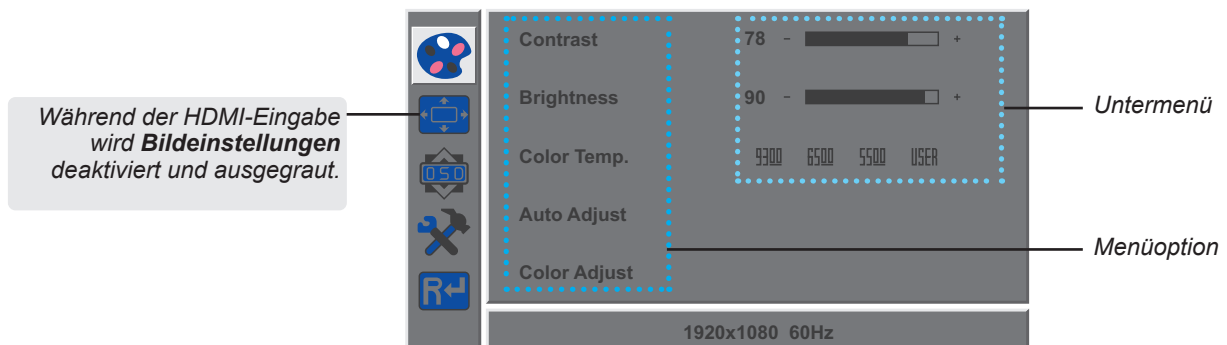 Contrast
78 - +
Brightness
90 - +
Color Temp.
9300 6500 5500 USER
Auto Adjust
Color Adjust
1920x1080 60Hz
OSD
R
Während der HDMI-Eingabe
wird Bildeinstellungen
deaktiviert und ausgegraut.
Untermenü
Menüoption